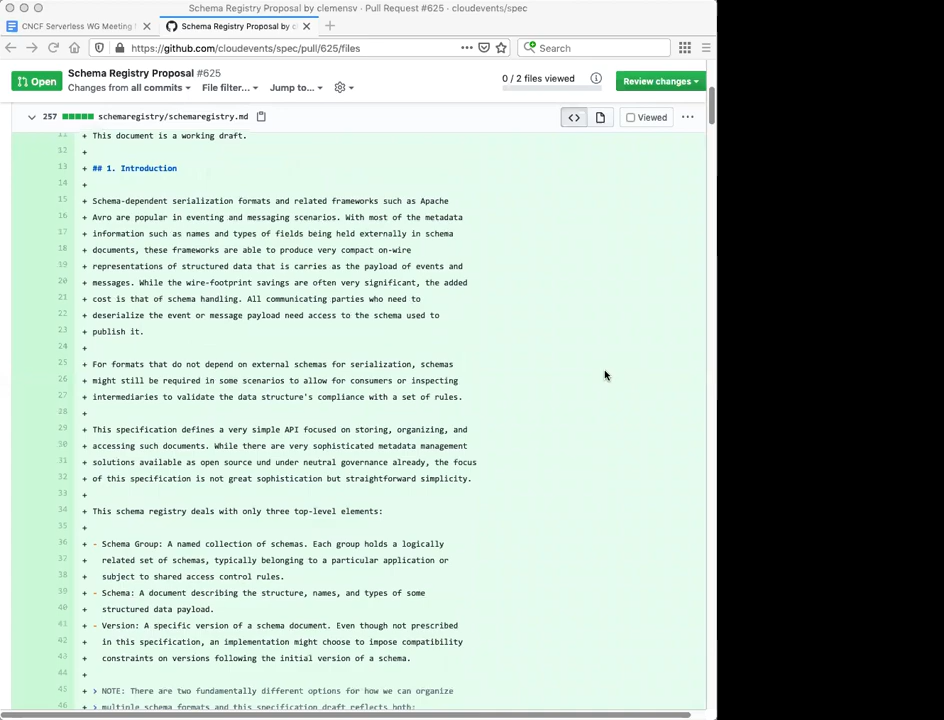 Schema Registry Proposal by clemensv · Pull Request #625 · cloudevents/spec
CNCF Serverless WG Meeting
Schema Registry Proposal by c
https://github.com/cloudevents/spec/pull/625/files
Search
Open
Schema Registry Proposal #625
Changes from all commits
File filter...
Jump to...
0 / 2 files viewed
Review changes
257 schemaregistry/schemaregistry.md
Viewed
11 + This document is a working draft.
12 +
13 + ## 1. Introduction
14 +
15 + Schema-dependent serialization formats and related frameworks such as Apache
16 + Avro are popular in eventing and messaging scenarios. With most of the metadata
17 + information such as names and types of fields being held externally in schema
18 + documents, these frameworks are able to produce very compact on-wire
19 + representations of structured data that is carries as the payload of events and
20 + messages. While the wire-footprint savings are often very significant, the added
21 + cost is that of schema handling. All communicating parties who need to
22 + deserialize the event or message payload need access to the schema used to
23 + publish it.
24 +
25 + For formats that do not depend on external schemas for serialization, schemas
26 + might still be required in some scenarios to allow for consumers or inspecting
27 + intermediaries to validate the data structure's compliance with a set of rules.
28 +
29 + This specification defines a very simple API focused on storing, organizing, and
30 + accessing such documents. While there are very sophisticated metadata management
31 + solutions available as open source und under neutral governance already, the focus
32 + of this specification is not great sophistication but straightforward simplicity.
33 +
34 + This schema registry deals with only three top-level elements:
35 +
36 + - Schema Group: A named collection of schemas. Each group holds a logically
37 + related set of schemas, typically belonging to a particular application or
38 + subject to shared access control rules.
39 + - Schema: A document describing the structure, names, and types of some
40 + structured data payload.
41 + - Version: A specific version of a schema document. Even though not prescribed
42 + in this specification, an implementation might choose to impose compatibility
43 + constraints on versions following the initial version of a schema.
44 +
45 + > NOTE: There are two fundamentally different options for how we can organize
46 + > multiple schema formats and this specification draft reflects both: